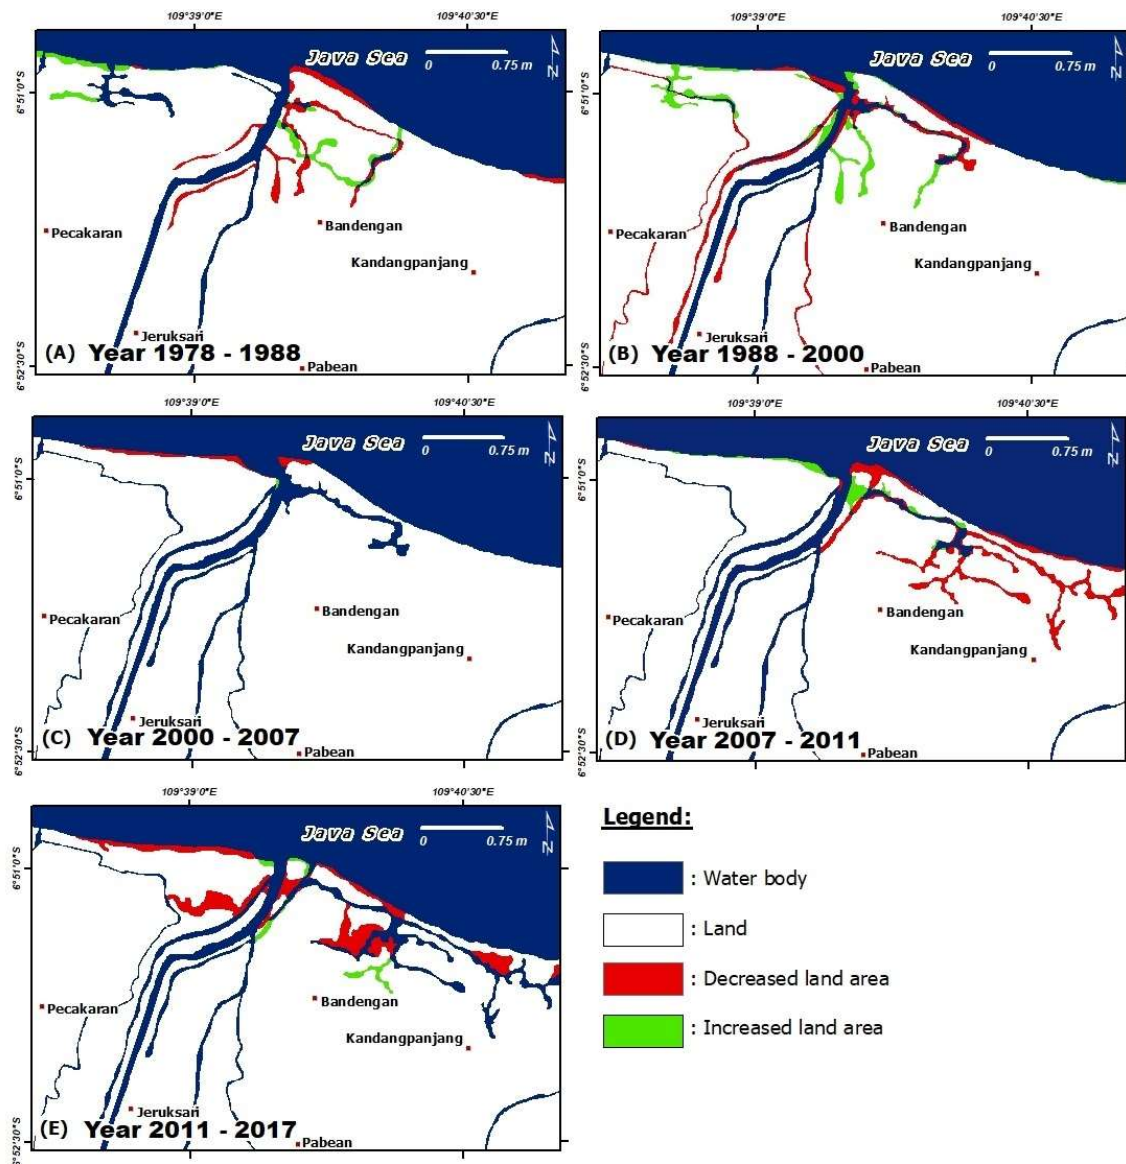 109°39'0"E 109°40'30"E
6°51'0"S
Java Sea
0 0.75 m
N
Pecakaran
Bandengan
Kandangpanjang
Jeruksari
(A) Year 1978 - 1988
Pabean
6°52'30"S
109°39'0"E 109°40'30"E
6°51'0"S
Java Sea
0 0.75 m
N
Pecakaran
Bandengan
Kandangpanjang
Jeruksari
(B) Year 1988 - 2000
Pabean
6°52'30"S
109°39'0"E 109°40'30"E
6°51'0"S
Java Sea
0 0.75 m
N
Pecakaran
Bandengan
Kandangpanjang
Jeruksari
(C) Year 2000 - 2007
Pabean
6°52'30"S
109°39'0"E 109°40'30"E
6°51'0"S
Java Sea
0 0.75 m
N
Pecakaran
Bandengan
Kandangpanjang
Jeruksari
(D) Year 2007 - 2011
Pabean
6°52'30"S
109°39'0"E 109°40'30"E
6°51'0"S
Java Sea
0 0.75 m
N
Pecakaran
Bandengan
Kandangpanjang
Jeruksari
(E) Year 2011 - 2017
Pabean
6°52'30"S
Legend:
: Water body
: Land
: Decreased land area
: Increased land area